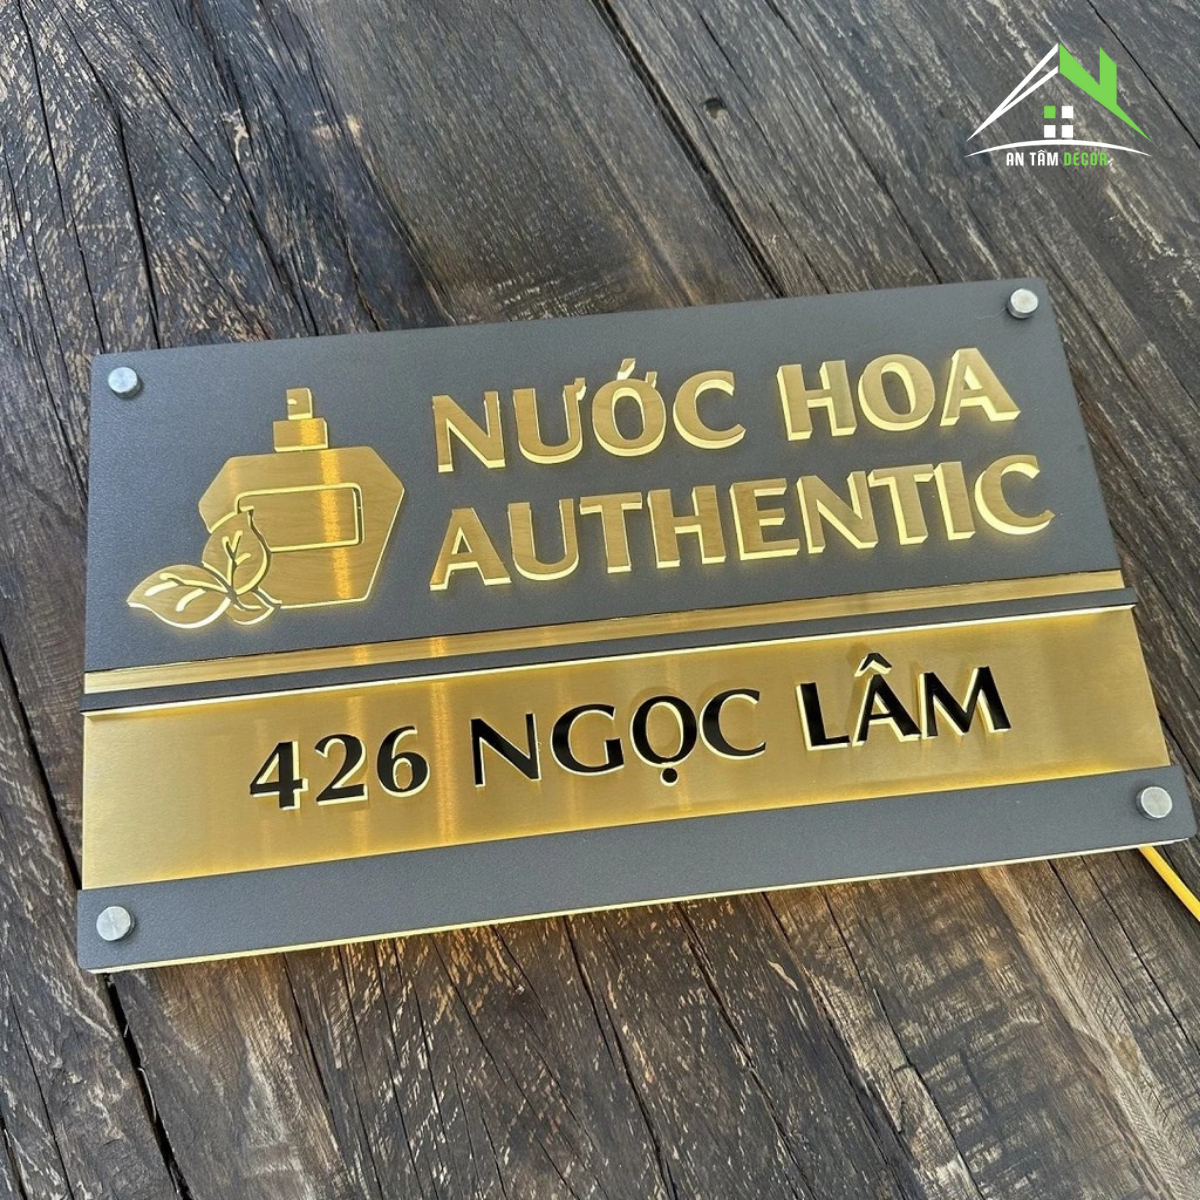 AN TÂM DECOR
NƯỚC HOA
AUTHENTIC
426 NGỌC LÂM